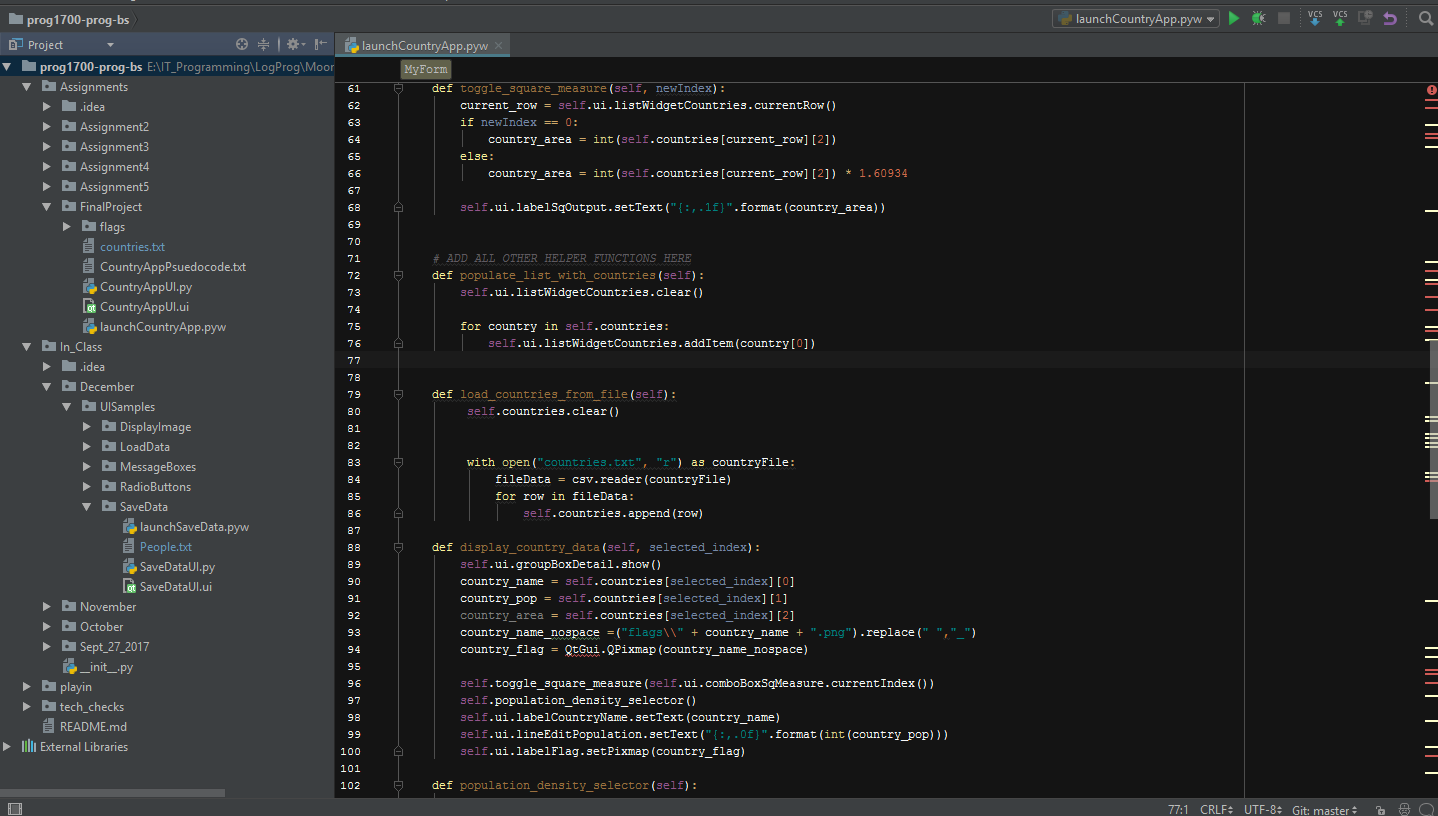 prog1700-prog-bs
launchCountryApp.pyw
VCS VCS
Project
prog1700-prog-bs E:\IT_Programming\LogProg\Moor
Assignments
.idea
Assignment2
Assignment3
Assignment4
Assignment5
FinalProject
flags
countries.txt
CountryAppPsuedocode.txt
CountryAppUI.py
CountryAppUI.ui
launchCountryApp.pyw
In_Class
.idea
December
UISamples
DisplayImage
LoadData
MessageBoxes
RadioButtons
SaveData
launchSaveData.pyw
People.txt
SaveDataUI.py
SaveDataUI.ui
November
October
Sept_27_2017
__init__.py
playin
tech_checks
README.md
External Libraries
launchCountryApp.pyw
MyForm
61 def toggle_square_measure(self, newIndex):
62 current_row = self.ui.listWidgetCountries.currentRow()
63 if newIndex == 0:
64 country_area = int(self.countries[current_row][2])
65 else:
66 country_area = int(self.countries[current_row][2]) * 1.60934
67
68 self.ui.labelSqOutput.setText("{:,.1f}".format(country_area))
69
70
71 # ADD ALL OTHER HELPER FUNCTIONS HERE
72 def populate_list_with_countries(self):
73 self.ui.listWidgetCountries.clear()
74
75 for country in self.countries:
76 self.ui.listWidgetCountries.addItem(country[0])
77
78
79 def load_countries_from_file(self):
80 self.countries.clear()
81
82
83 with open("countries.txt", "r") as countryFile:
84 fileData = csv.reader(countryFile)
85 for row in fileData:
86 self.countries.append(row)
87
88 def display_country_data(self, selected_index):
89 self.ui.groupBoxDetail.show()
90 country_name = self.countries[selected_index][0]
91 country_pop = self.countries[selected_index][1]
92 country_area = self.countries[selected_index][2]
93 country_name_nospace =("flags\\" + country_name + ".png").replace(" ","_")
94 country_flag = QtGui.QPixmap(country_name_nospace)
95
96 self.toggle_square_measure(self.ui.comboBoxSqMeasure.currentIndex())
97 self.population_density_selector()
98 self.ui.labelCountryName.setText(country_name)
99 self.ui.lineEditPopulation.setText("{:,.0f}".format(int(country_pop)))
100 self.ui.labelFlag.setPixmap(country_flag)
101
102 def population_density_selector(self):
77:1 CRLF UTF-8 Git: master